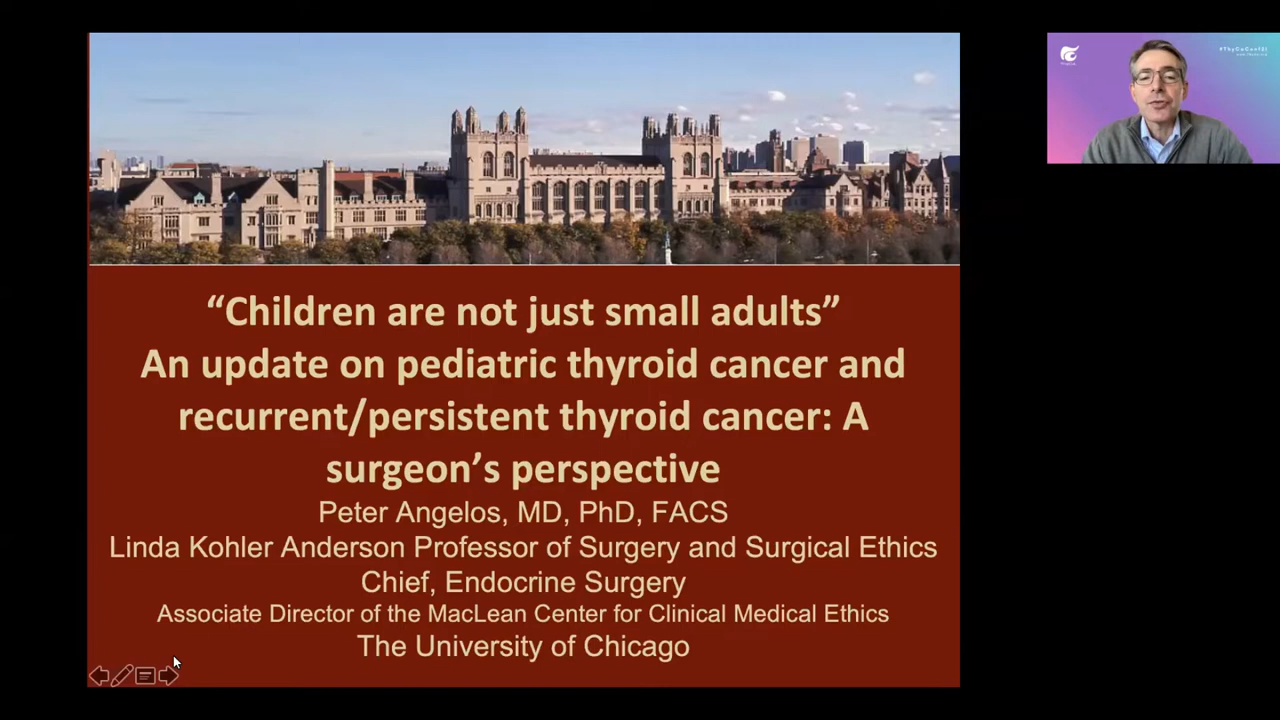 “Children are not just small adults”
An update on pediatric thyroid cancer and
recurrent/persistent thyroid cancer: A
surgeon’s perspective
Peter Angelos, MD, PhD, FACS
Linda Kohler Anderson Professor of Surgery and Surgical Ethics
Chief, Endocrine Surgery
Associate Director of the MacLean Center for Clinical Medical Ethics
The University of Chicago